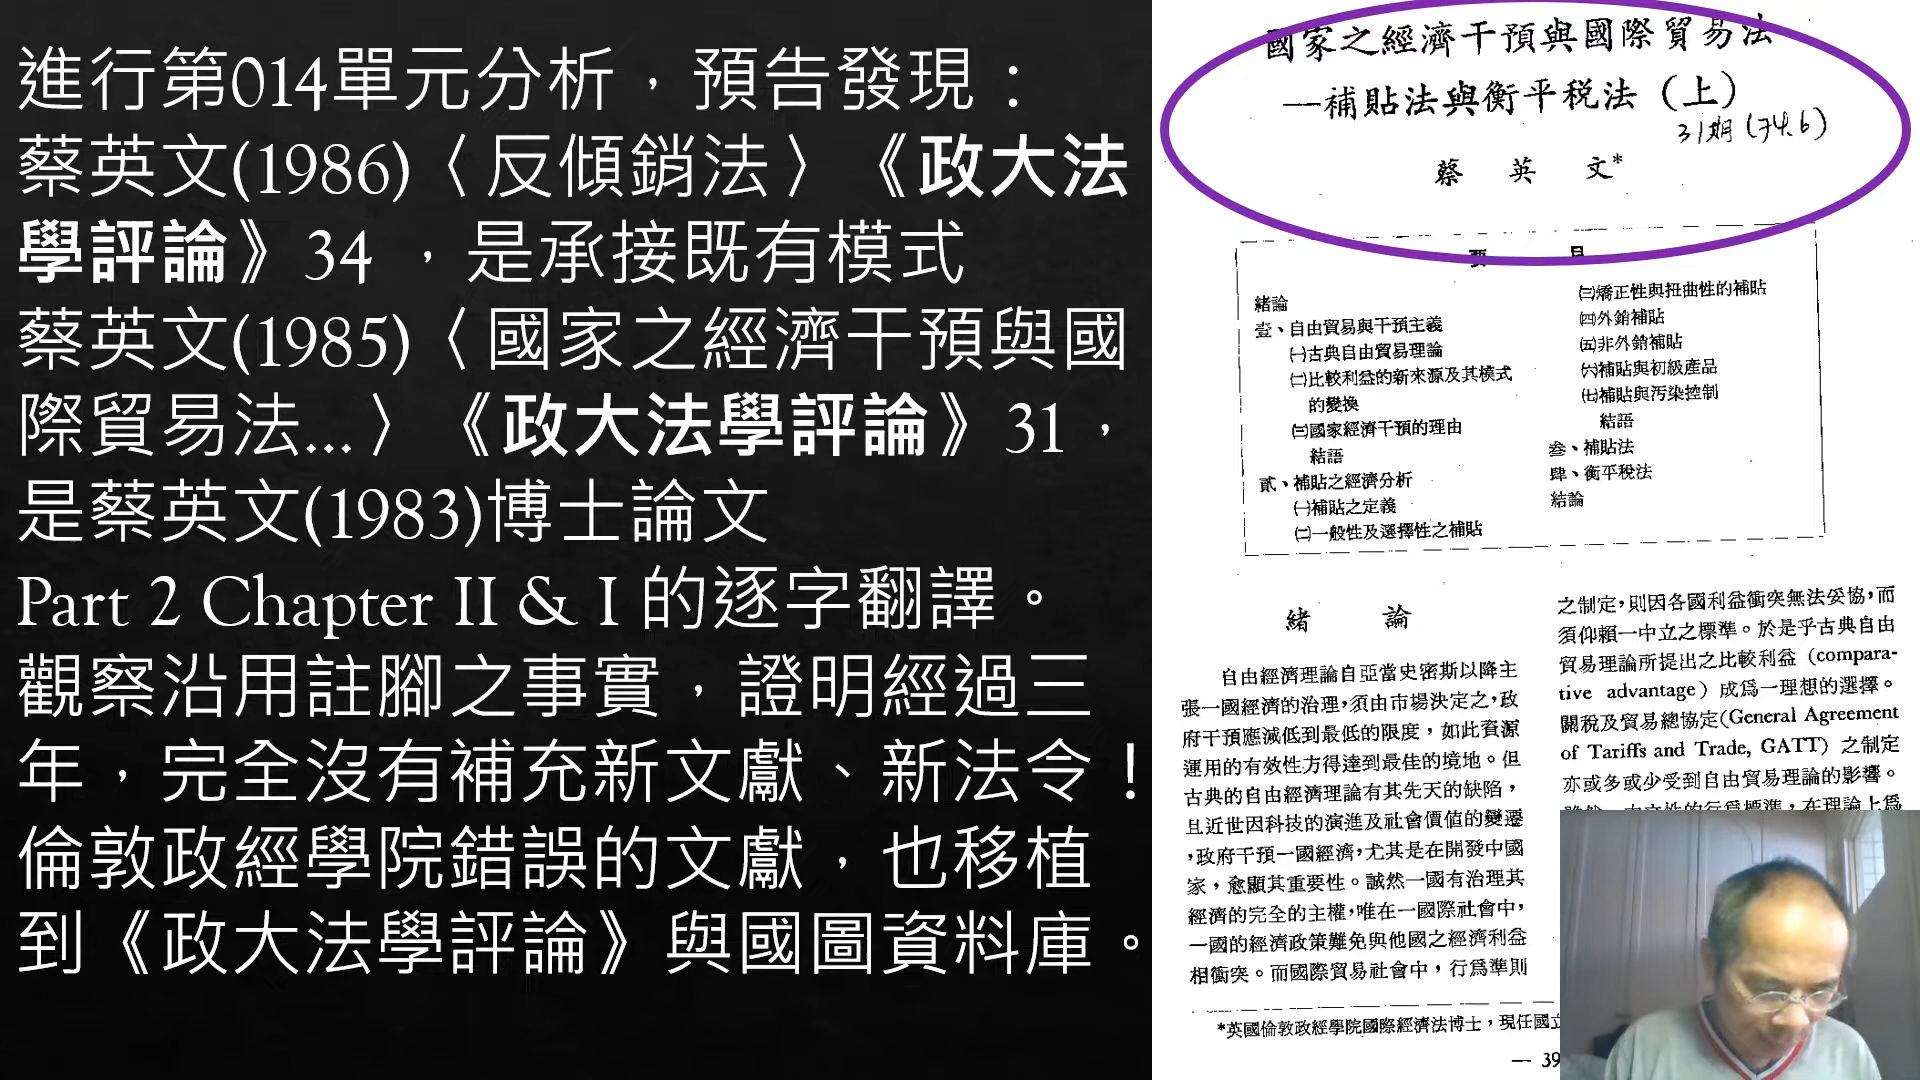 進行第014單元分析，預告發現：
蔡英文(1986)〈反傾銷法〉《政大法
學評論》34 ，是承接既有模式
蔡英文(1985)〈國家之經濟干預與國
際貿易法…〉《政大法學評論》31，
是蔡英文(1983)博士論文
Part 2 Chapter II & I 的逐字翻譯。
觀察沿用註腳之事實，證明經過三
年，完全沒有補充新文獻、新法令！
倫敦政經學院錯誤的文獻，也移植
到《政大法學評論》與國圖資料庫。
國家之經濟干預與國際貿易法
—補貼法與衡平稅法（上）
31期(74.6)
蔡英文*
要目
緒論
壹、自由貿易與干預主義
㈠古典自由貿易理論
㈡比較利益的新來源及其模式
的變換
㈢國家經濟干預的理由
結語
貳、補貼之經濟分析
㈠補貼之定義
㈡一般性及選擇性之補貼
㈢矯正性與扭曲性的補貼
㈣外銷補貼
㈤非外銷補貼
㈥補貼與初級產品
㈦補貼與污染控制
結語
叁、補貼法
肆、衡平稅法
結論
緒論
自由經濟理論自亞當史密斯以降主
張一國經濟的治理，須由市場決定之，政
府干預應減低到最低的限度，如此資源
運用的有效性方得達到最佳的境地。但
古典的自由經濟理論有其先天的缺陷，
且近世因科技的演進及社會價值的變遷
，政府干預一國經濟，尤其是在開發中國
家，愈顯其重要性。誠然一國有治理其
經濟的完全的主權，唯在一國際社會中，
一國的經濟政策難免與他國之經濟利益
相衝突。而國際貿易社會中，行爲準則
之制定，則因各國利益衝突無法妥協，而
須仰賴一中立之標準。於是乎古典自由
貿易理論所提出之比較利益 (compara-
tive advantage) 成爲一理想的選擇。
關稅及貿易總協定(General Agreement
of Tariffs and Trade, GATT) 之制定
亦或多或少受到自由貿易理論的影響。
*英國倫敦政經學院國際經濟法博士，現任國立
— 39